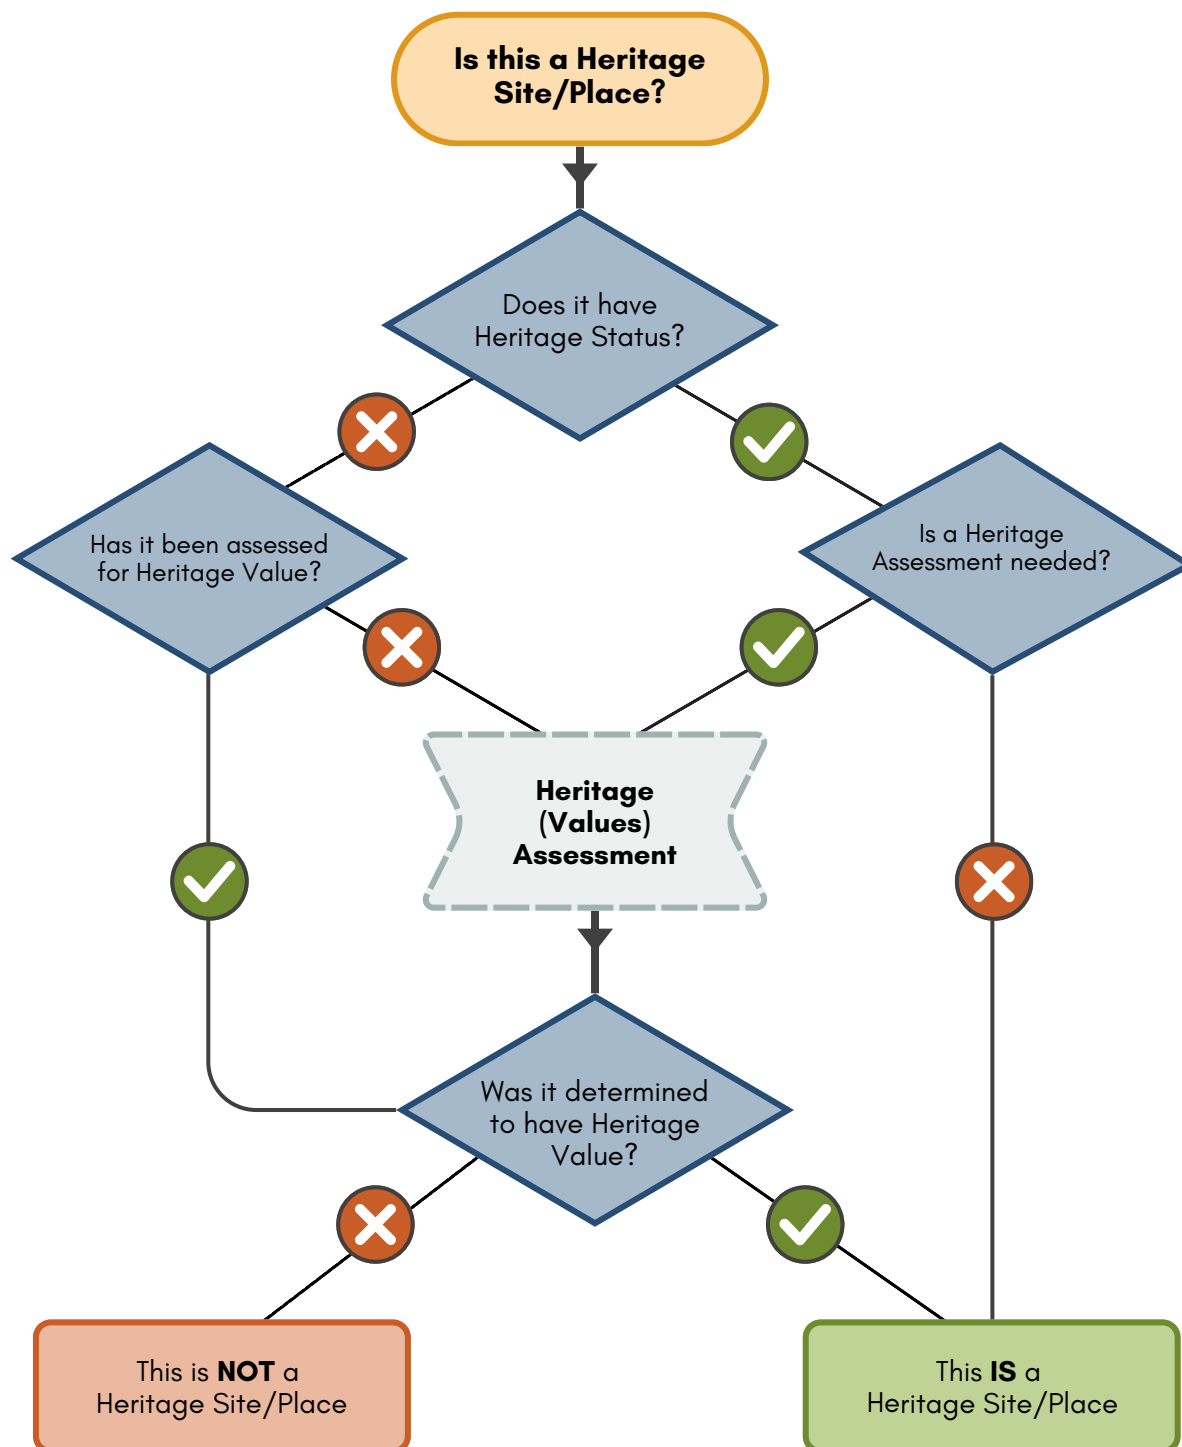 Is this a Heritage
Site/Place?
Does it have
Heritage Status?
Has it been assessed
for Heritage Value?
Is a Heritage
Assessment needed?
Heritage
(Values)
Assessment
Was it determined
to have Heritage
Value?
This is NOT a
Heritage Site/Place
This IS a
Heritage Site/Place